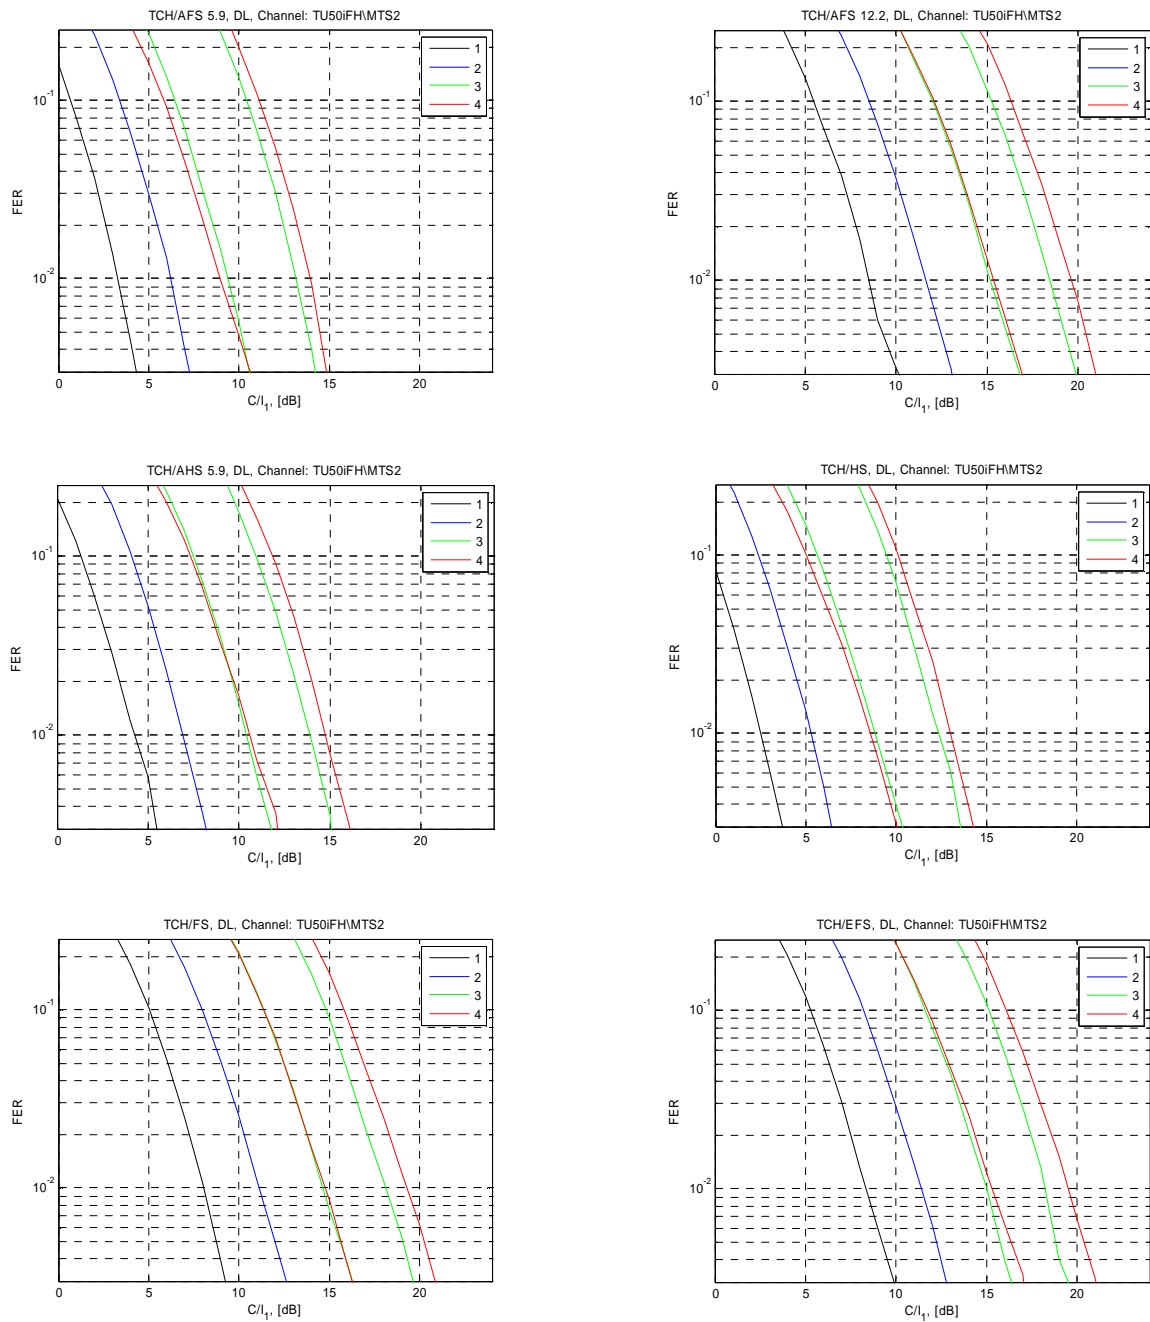 TCH/AFS 5.9, DL, Channel: TU50iFH\MTS2
1
2
3
4
10^-1
10^-2
FER
0 5 10 15 20
C/I1, [dB]
TCH/AFS 12.2, DL, Channel: TU50iFH\MTS2
1
2
3
4
10^-1
10^-2
FER
0 5 10 15 20
C/I1, [dB]
TCH/AHS 5.9, DL, Channel: TU50iFH\MTS2
1
2
3
4
10^-1
10^-2
FER
0 5 10 15 20
C/I1, [dB]
TCH/HS, DL, Channel: TU50iFH\MTS2
1
2
3
4
10^-1
10^-2
FER
0 5 10 15 20
C/I1, [dB]
TCH/FS, DL, Channel: TU50iFH\MTS2
1
2
3
4
10^-1
10^-2
FER
0 5 10 15 20
C/I1, [dB]
TCH/EFS, DL, Channel: TU50iFH\MTS2
1
2
3
4
10^-1
10^-2
FER
0 5 10 15 20
C/I1, [dB]